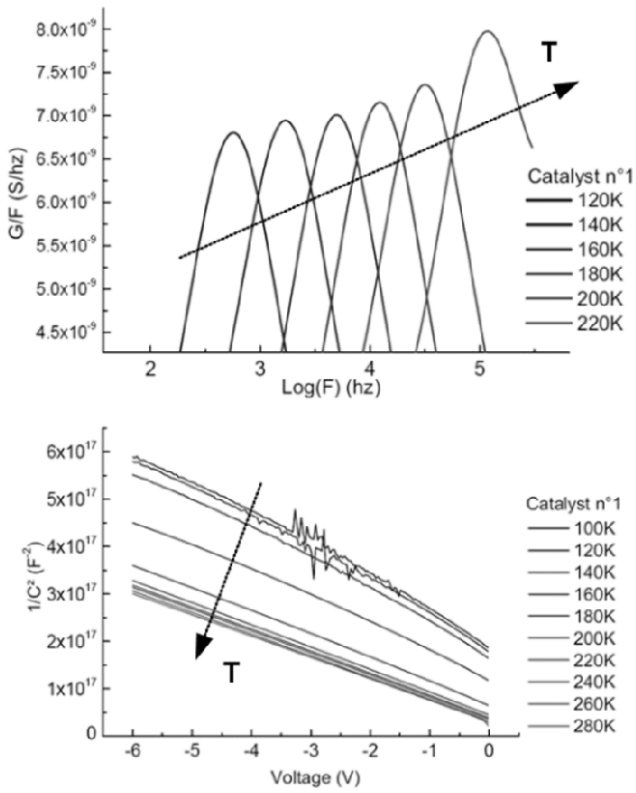 8.0x10⁻⁹
7.5x10⁻⁹
7.0x10⁻⁹
6.5x10⁻⁹
6.0x10⁻⁹
5.5x10⁻⁹
5.0x10⁻⁹
4.5x10⁻⁹
G/F (S/hz)
T
Catalyst n°1
120K
140K
160K
180K
200K
220K
2 3 4 5
Log(F) (hz)
6x10¹⁷
5x10¹⁷
4x10¹⁷
3x10¹⁷
2x10¹⁷
1x10¹⁷
0
1/C² (F⁻²)
T
Catalyst n°1
100K
120K
140K
160K
180K
200K
220K
240K
260K
280K
-6 -5 -4 -3 -2 -1 0
Voltage (V)